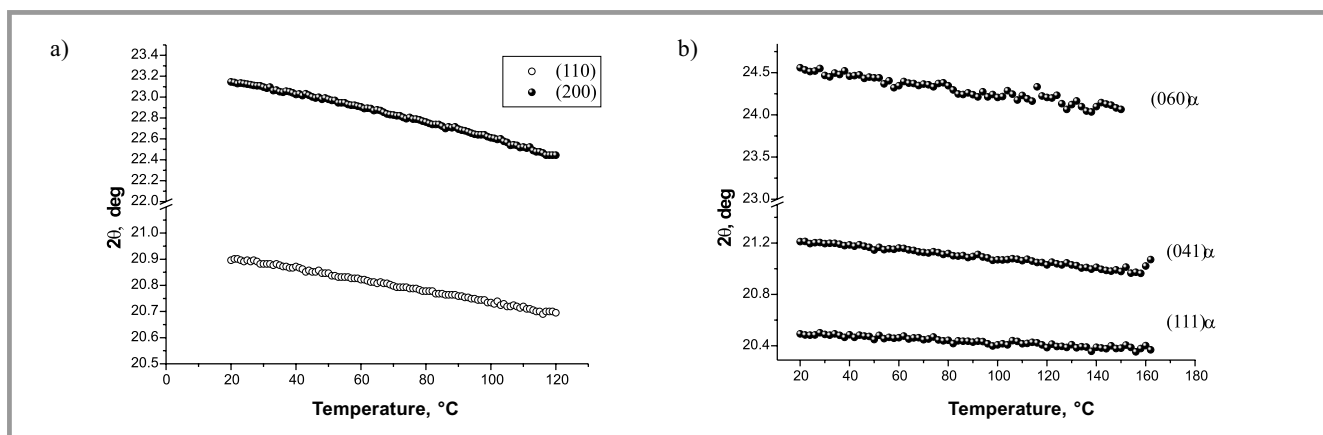 a)
23.4
23.2
23.0
22.8
22.6
22.4
22.2
22.0
21.0
20.9
20.8
20.7
20.6
20.5
2θ, deg
(110)
(200)
0 20 40 60 80 100 120 140
Temperature, °C
b)
24.5
24.0
23.5
23.0
21.2
20.4
2θ, deg
(060)α
(041)α
(111)α
20 40 60 80 100 120 140 160 180
Temperature, °C